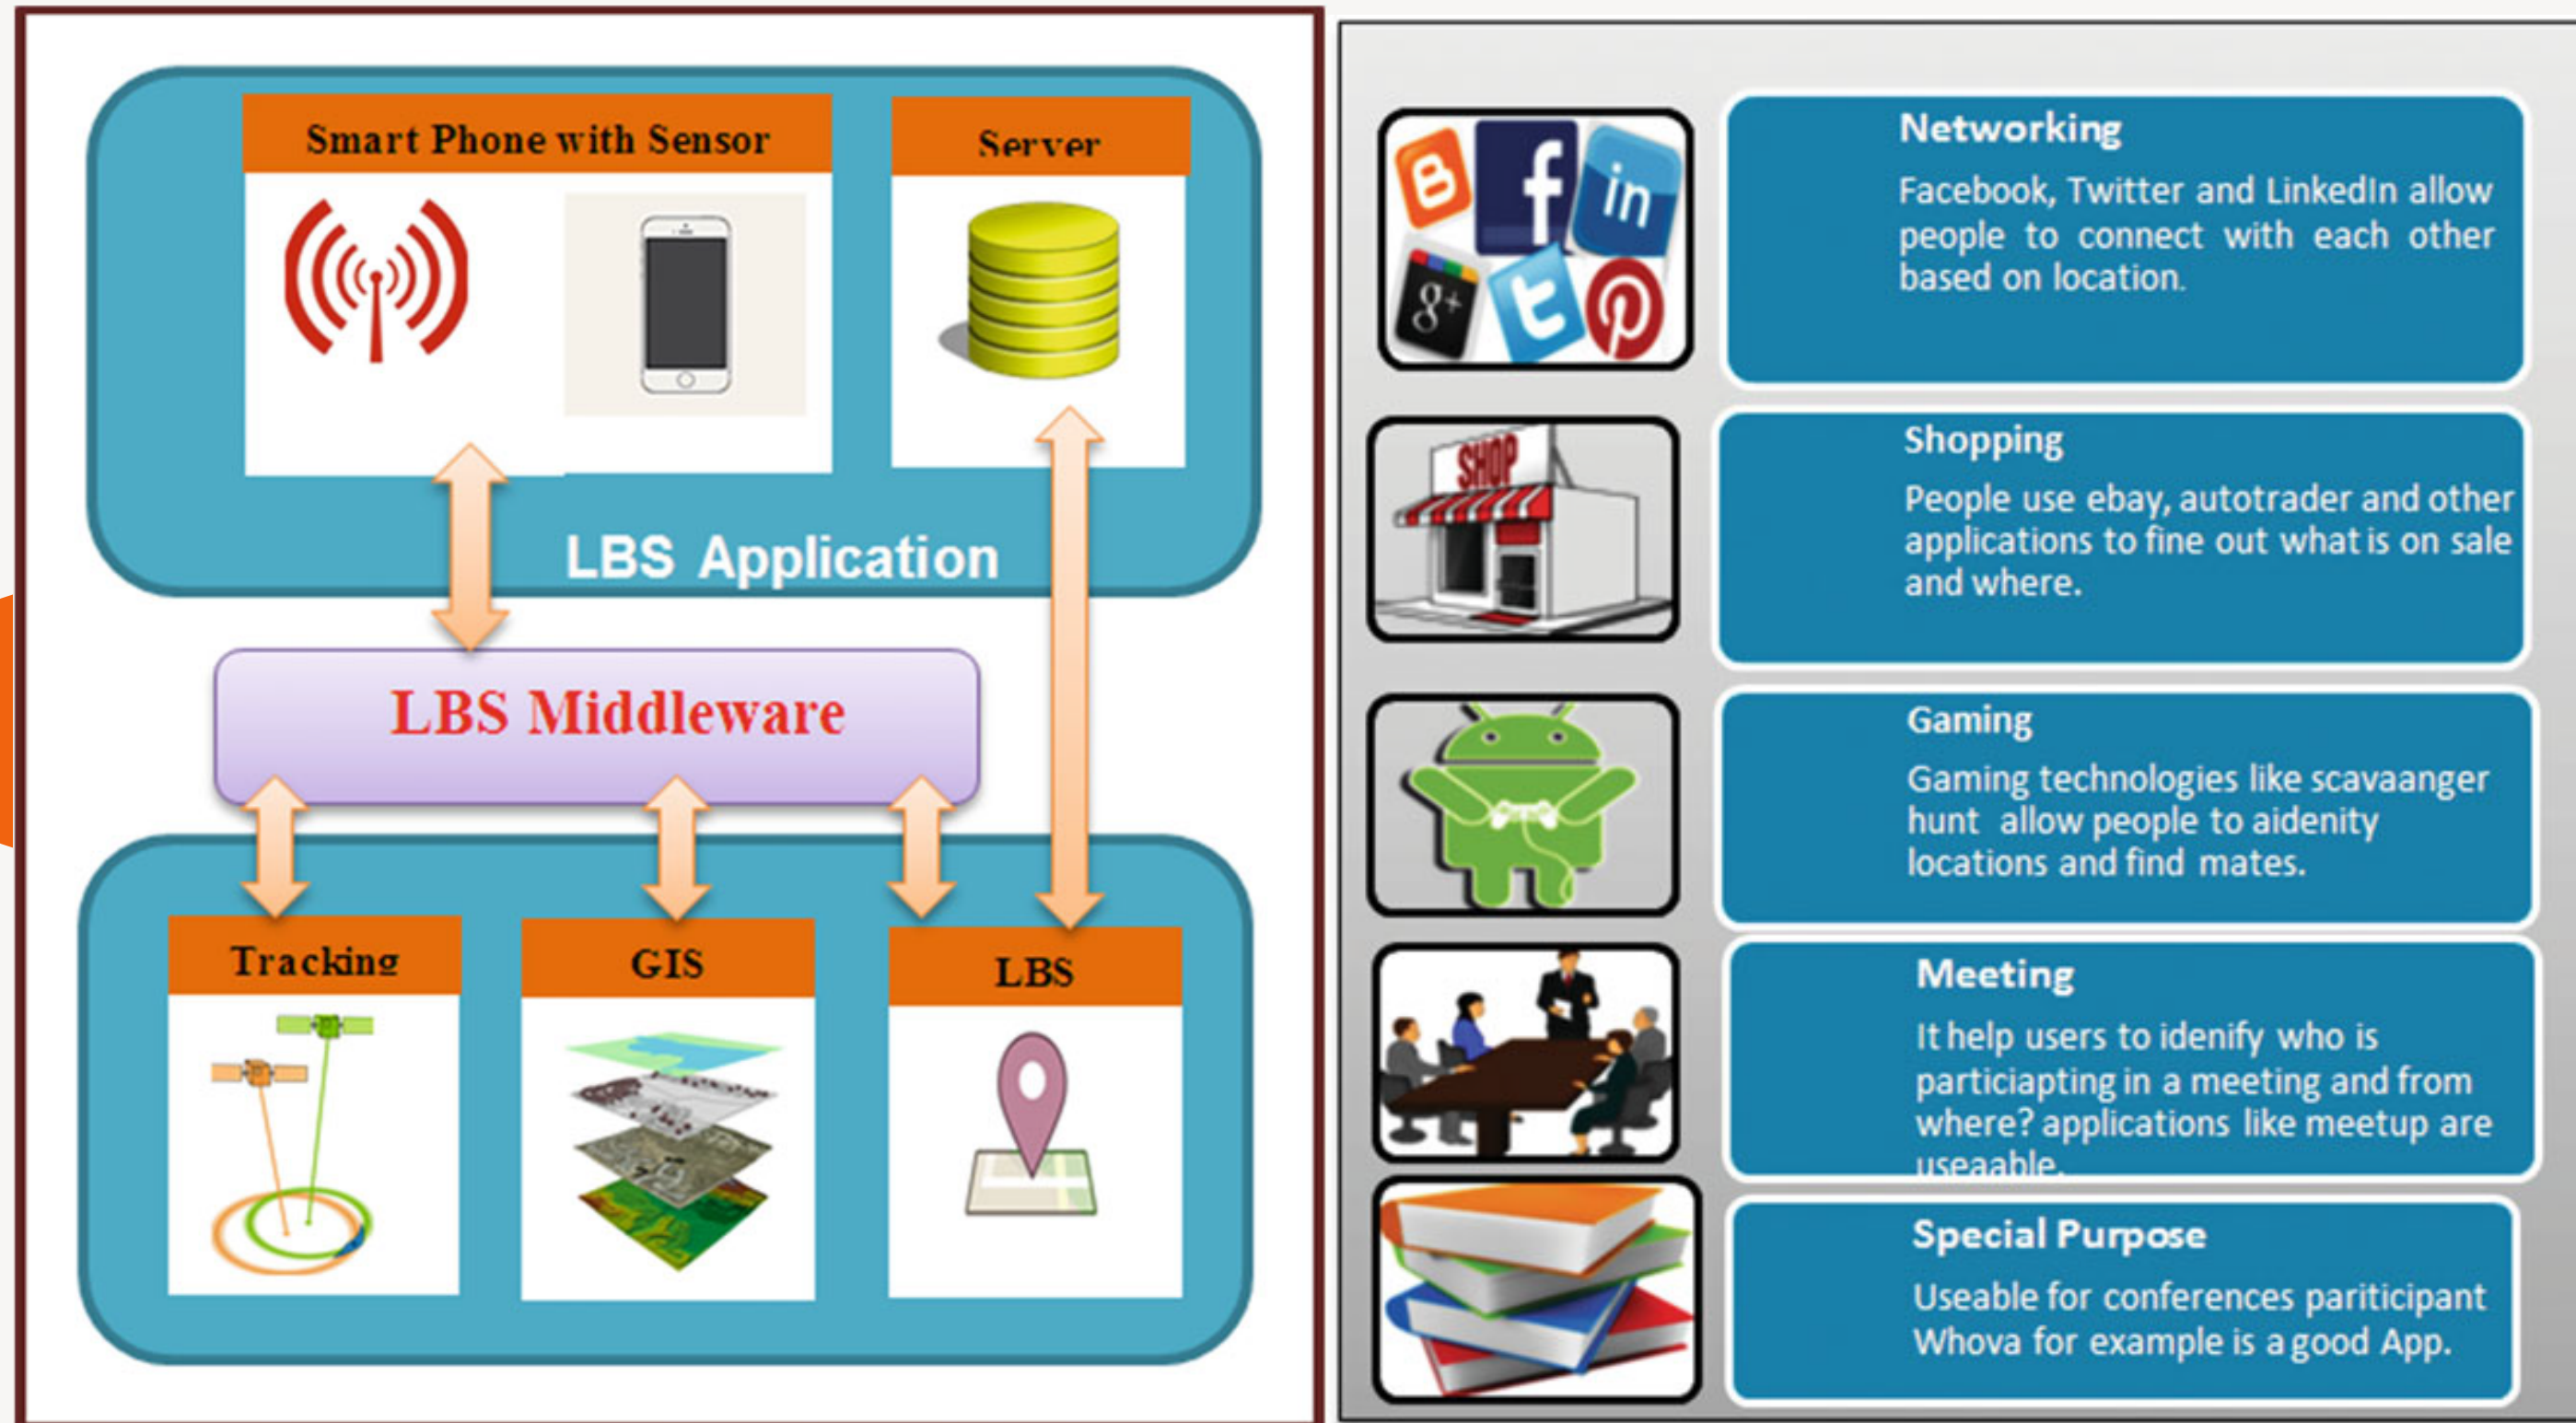 Smart Phone with Sensor
Server
LBS Application
LBS Middleware
Tracking
GIS
LBS
B
f
in
g+
t
p
Networking
Facebook, Twitter and LinkedIn allow
people to connect with each other
based on location.
SHOP
Shopping
People use ebay, autotrader and other
applications to fine out what is on sale
and where.
Gaming
Gaming technologies like scavaanger
hunt allow people to aidenity
locations and find mates.
Meeting
It help users to idenify who is
particiapting in a meeting and from
where? applications like meetup are
useaable.
Special Purpose
Useable for conferences pariticipant
Whova for example is a good App.